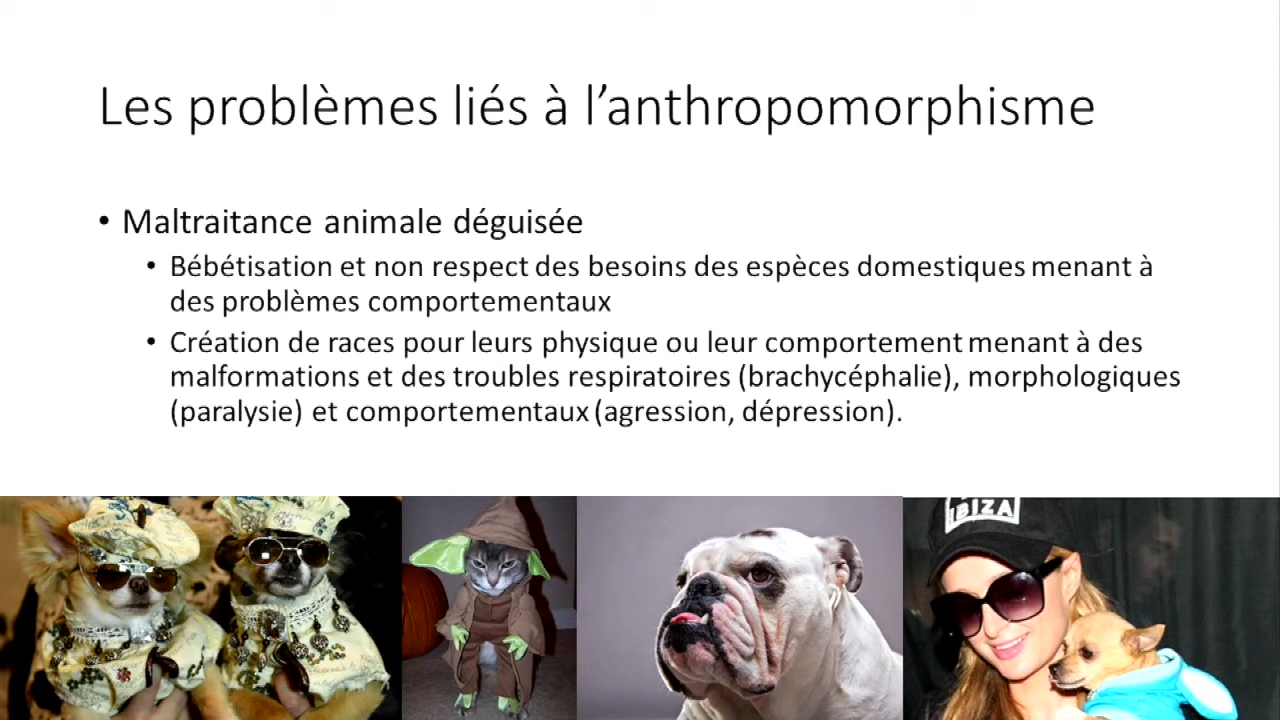 Les problèmes liés à l’anthropomorphisme
• Maltraitance animale déguisée
• Bébétisation et non respect des besoins des espèces domestiques menant à
des problèmes comportementaux
• Création de races pour leurs physique ou leur comportement menant à des
malformations et des troubles respiratoires (brachycéphalie), morphologiques
(paralysie) et comportementaux (agression, dépression).
IBIZA